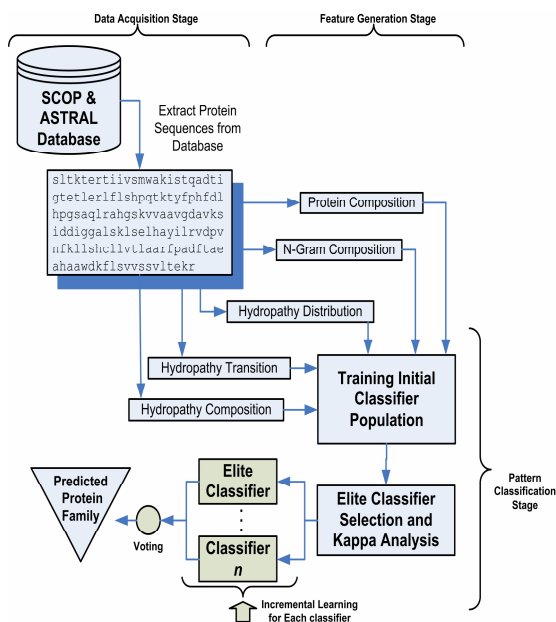 Data Acquisition Stage
Feature Generation Stage
SCOP &
ASTRAL
Database
Extract Protein
Sequences from
Database
sltktertiivsmwakistqadti
gtetlerlflshpqtktyfphfdl
hpgsaqlrahgskvvaavgdavks
iddiggalsklselhayilrvdpv
nfkllshcllvtlaarfpadftae
ahaawdkflsvvssvltekr
Protein Composition
N-Gram Composition
Hydropathy Distribution
Hydropathy Transition
Hydropathy Composition
Training Initial
Classifier
Population
Elite Classifier
Selection and
Kappa Analysis
Pattern
Classification
Stage
Elite
Classifier
Classifier
n
Voting
Predicted
Protein
Family
Incremental Learning
for Each classifier